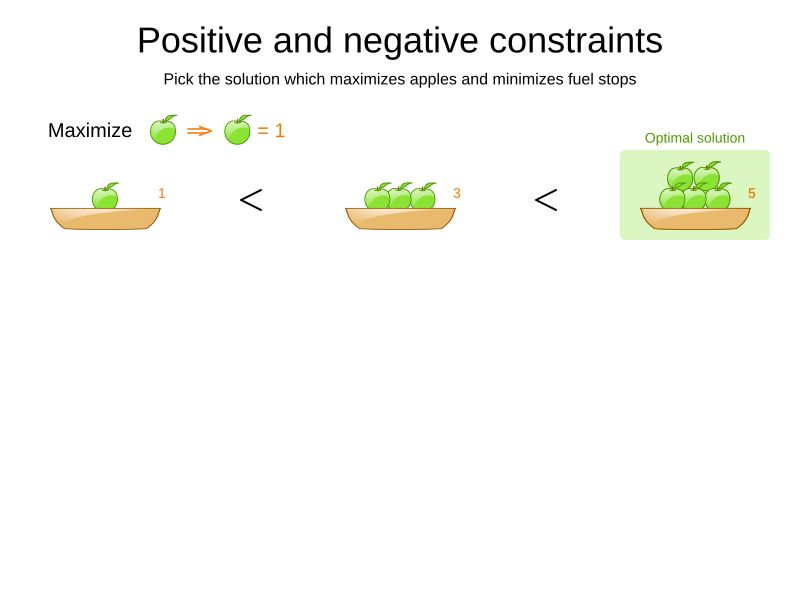 Positive and negative constraints
Pick the solution which maximizes apples and minimizes fuel stops
Maximize = 1
Optimal solution
1 < 3 < 5